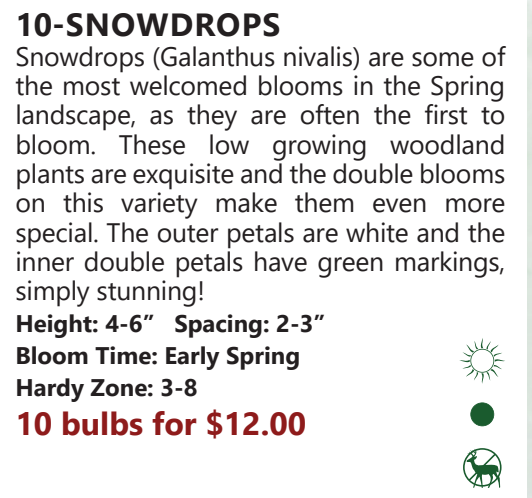 10-SNOWDROPS
Snowdrops (Galanthus nivalis) are some of
the most welcomed blooms in the Spring
landscape, as they are often the first to
bloom. These low growing woodland
plants are exquisite and the double blooms
on this variety make them even more
special. The outer petals are white and the
inner double petals have green markings,
simply stunning!
Height: 4-6” Spacing: 2-3”
Bloom Time: Early Spring
Hardy Zone: 3-8
10 bulbs for $12.00